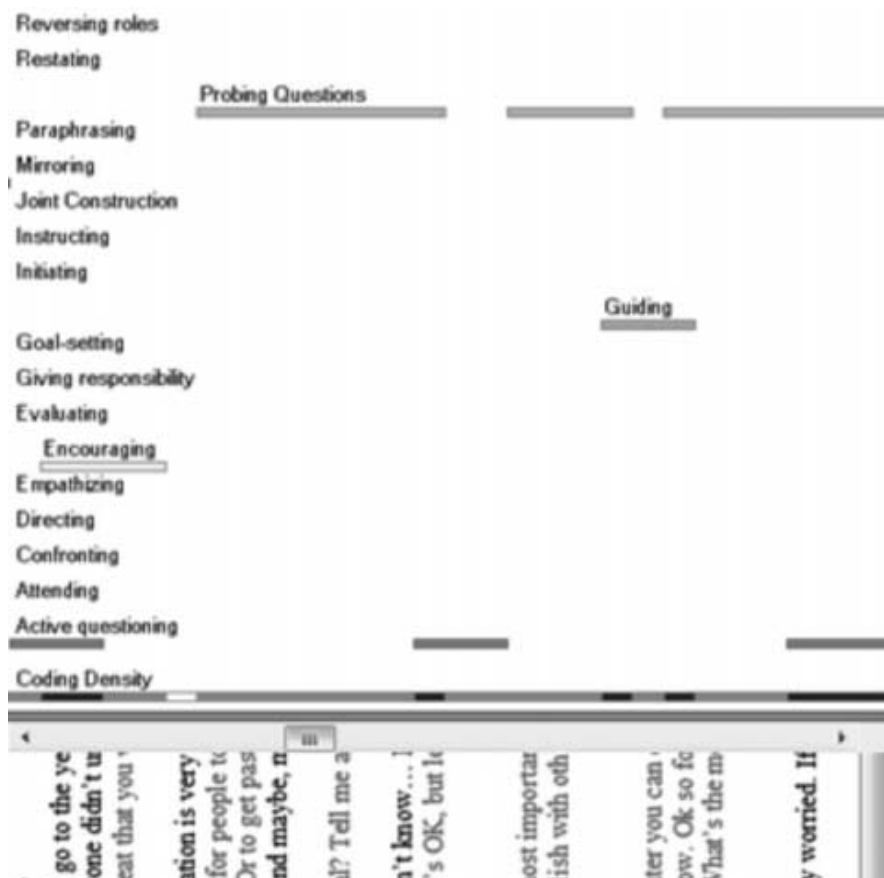 Reversing roles
Restating
Probing Questions
Paraphrasing
Mirroring
Joint Construction
Instructing
Initiating
Guiding
Goal-setting
Giving responsibility
Evaluating
Encouraging
Empathizing
Directing
Confronting
Attending
Active questioning
Coding Density
go to the ye
one didn't u
eat that you
ation is very
for people to
Or to get pas
nd maybe,
l? Tell me a
n't know…
's OK, but le
ost importan
ish with oth
ter you can
ow. Ok so fo
What's the m
y worried. If